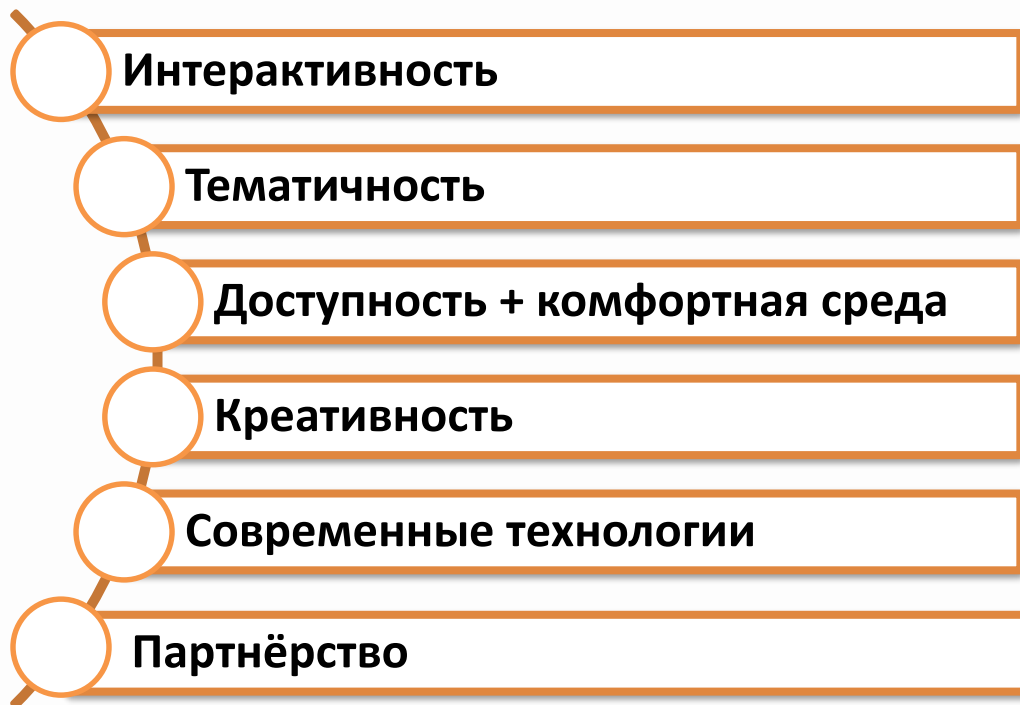 Интерактивность
Тематичность
Доступность + комфортная среда
Креативность
Современные технологии
Партнёрство